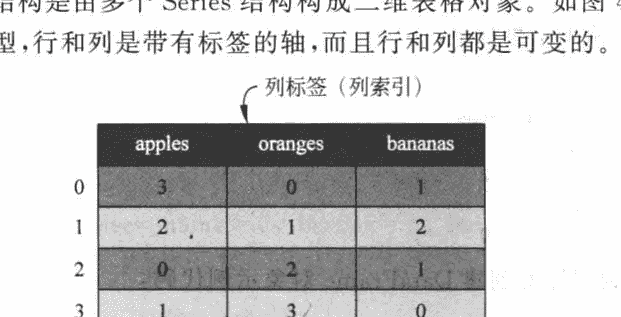 结构是由多个 Series 结构构成二维表格对象。如图
型,行和列是带有标签的轴,而且行和列都是可变的。
列标签（列索引）
apples oranges bananas
0 3 0 1
1 2 1 2
2 0 2 1
3 1 3 0